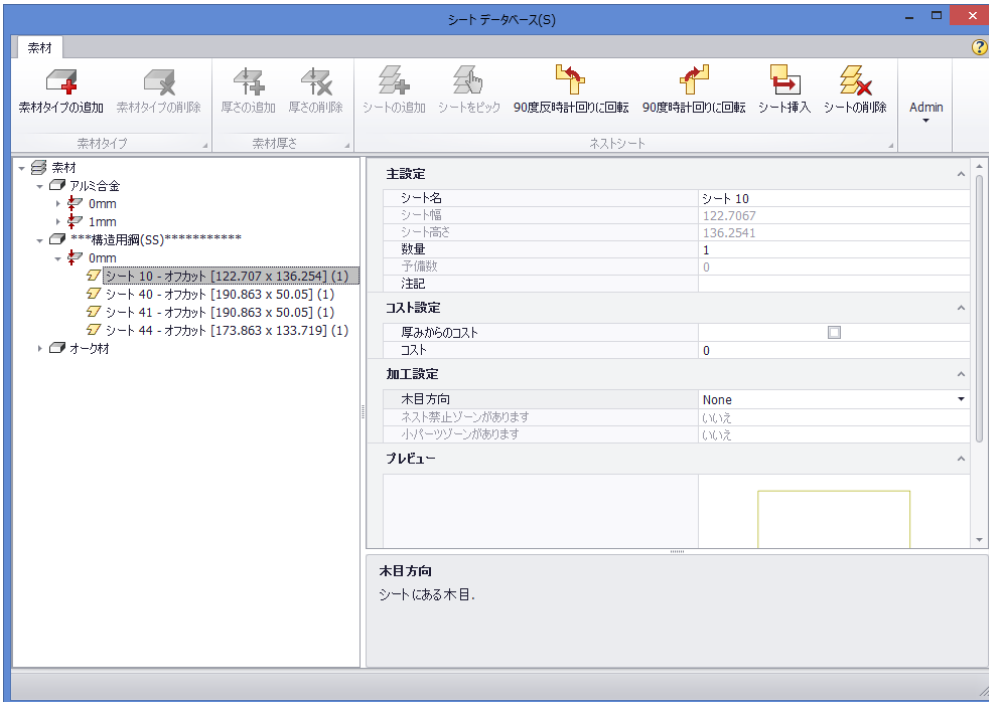 シート データベース(S)
素材
素材タイプの追加 素材タイプの削除 厚さの追加 厚さの削除 シートの追加 シートをピック 90度反時計回りに回転 90度時計回りに回転 シート挿入 シートの削除 Admin
素材タイプ 素材厚さ ネストシート
素材
アルミ合金
0mm
1mm
***構造用鋼(SS)***********
0mm
シート 10 - オフカット [122.707 x 136.254] (1)
シート 40 - オフカット [190.863 x 50.05] (1)
シート 41 - オフカット [190.863 x 50.05] (1)
シート 44 - オフカット [173.863 x 133.719] (1)
オーク材
主設定
シート名 シート 10
シート幅 122.7067
シート高さ 136.2541
数量 1
予備数 0
注記
コスト設定
厚みからのコスト
コスト 0
加工設定
木目方向 None
ネスト禁止ゾーンがあります いいえ
小パーツゾーンがあります いいえ
プレビュー
木目方向
シートにある木目.